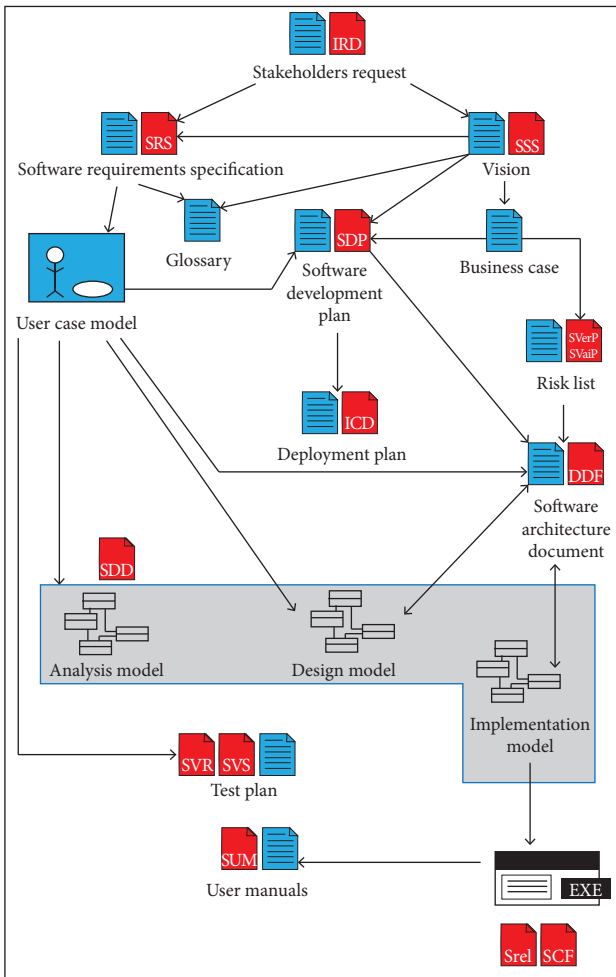 IRD
Stakeholders request
SRS
Software requirements specification
SSS
Vision
Glossary
SDP
Software
development
plan
Business case
User case model
SVerP
SVaiP
Risk list
ICD
Deployment plan
DDF
Software
architecture
document
SDD
Analysis model
Design model
Implementation
model
SVR
SVS
Test plan
SUM
User manuals
EXE
Srel
SCF